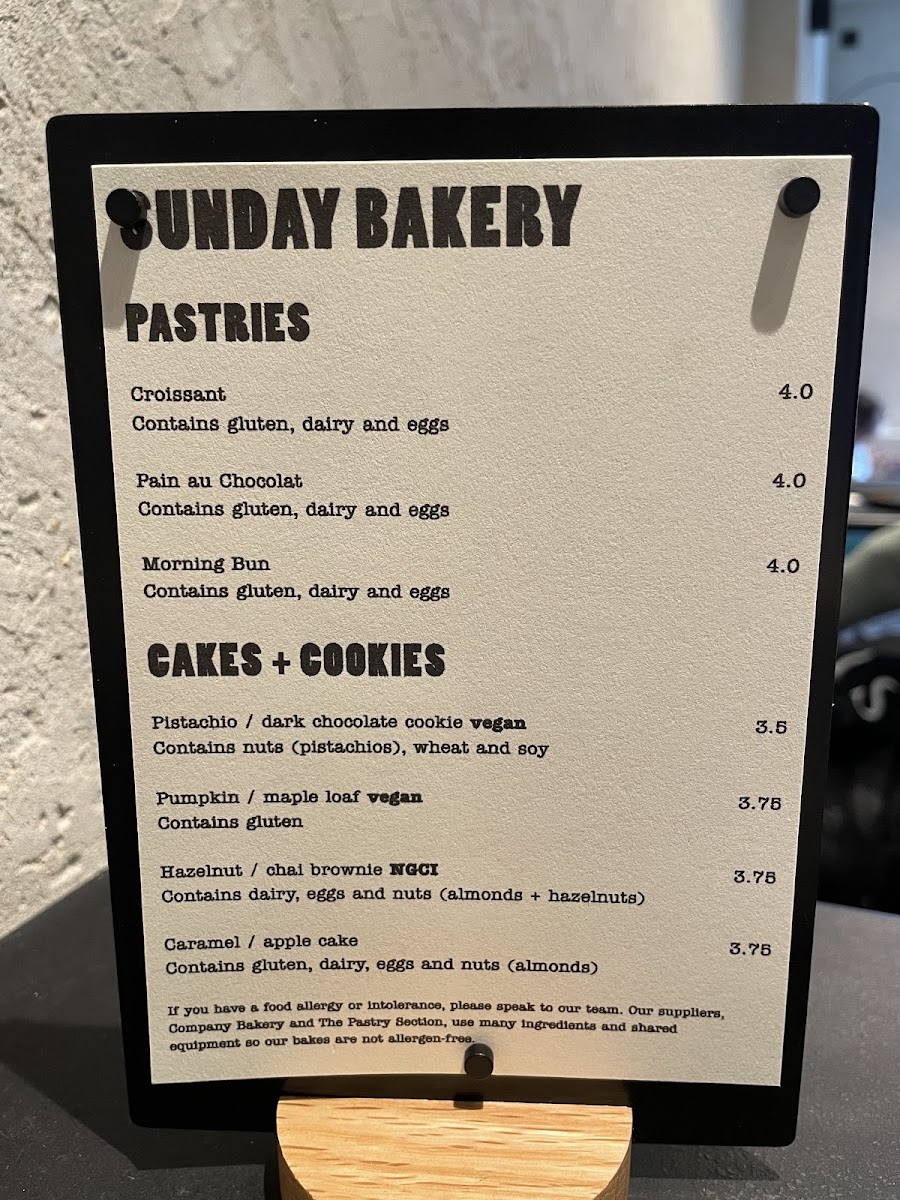 SUNDAY BAKERY
PASTRIES
Croissant 4.0
Contains gluten, dairy and eggs
Pain au Chocolat 4.0
Contains gluten, dairy and eggs
Morning Bun 4.0
Contains gluten, dairy and eggs
CAKES + COOKIES
Pistachio / dark chocolate cookie vegan 3.5
Contains nuts (pistachios), wheat and soy
Pumpkin / maple loaf vegan 3.75
Contains gluten
Hazelnut / chai brownie NGCI 3.75
Contains dairy, eggs and nuts (almonds + hazelnuts)
Caramel / apple cake 3.75
Contains gluten, dairy, eggs and nuts (almonds)
If you have a food allergy or intolerance, please speak to our team. Our suppliers,
Company Bakery and The Pastry Section, use many ingredients and shared
equipment so our bakes are not allergen-free.